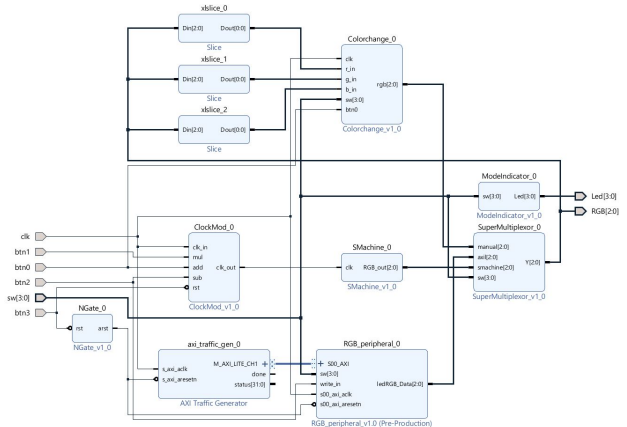 xlslice_0
Din[2:0] Dout[0:0]
Slice
xlslice_1
Din[2:0] Dout[0:0]
Slice
xlslice_2
Din[2:0] Dout[0:0]
Slice
Colorchange_0
clk
r_in
g_in
b_in
sw[3:0]
btn0
rgb[2:0]
Colorchange_v1_0
ModeIndicator_0
sw[3:0] Led[3:0]
ModeIndicator_v1_0
Led[3:0]
RGB[2:0]
SuperMultiplexor_0
manual[2:0]
axil[2:0]
smachine[2:0]
sw[3:0]
Y[2:0]
SuperMultiplexor_v1_0
clk
btn1
btn0
btn2
sw[3:0]
btn3
ClockMod_0
clk_in
mul
add
sub
rst
clk_out
ClockMod_v1_0
SMachine_0
clk RGB_out[2:0]
SMachine_v1_0
NGate_0
rst arst
NGate_v1_0
axi_traffic_gen_0
s_axi_aclk
s_axi_aresetn
M_AXI_LITE_CH1
done
status[31:0]
AXI Traffic Generator
RGB_peripheral_0
S00_AXI
sw[3:0]
write_in
s00_axi_aclk
s00_axi_aresetn
ledRGB_Data[2:0]
RGB_peripheral_v1.0 (Pre-Production)